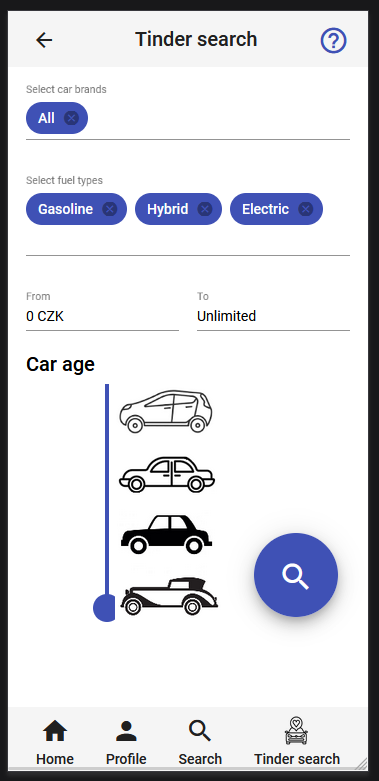 Tinder search
Select car brands
All
Select fuel types
Gasoline Hybrid Electric
From To
0 CZK Unlimited
Car age
Home Profile Search Tinder search